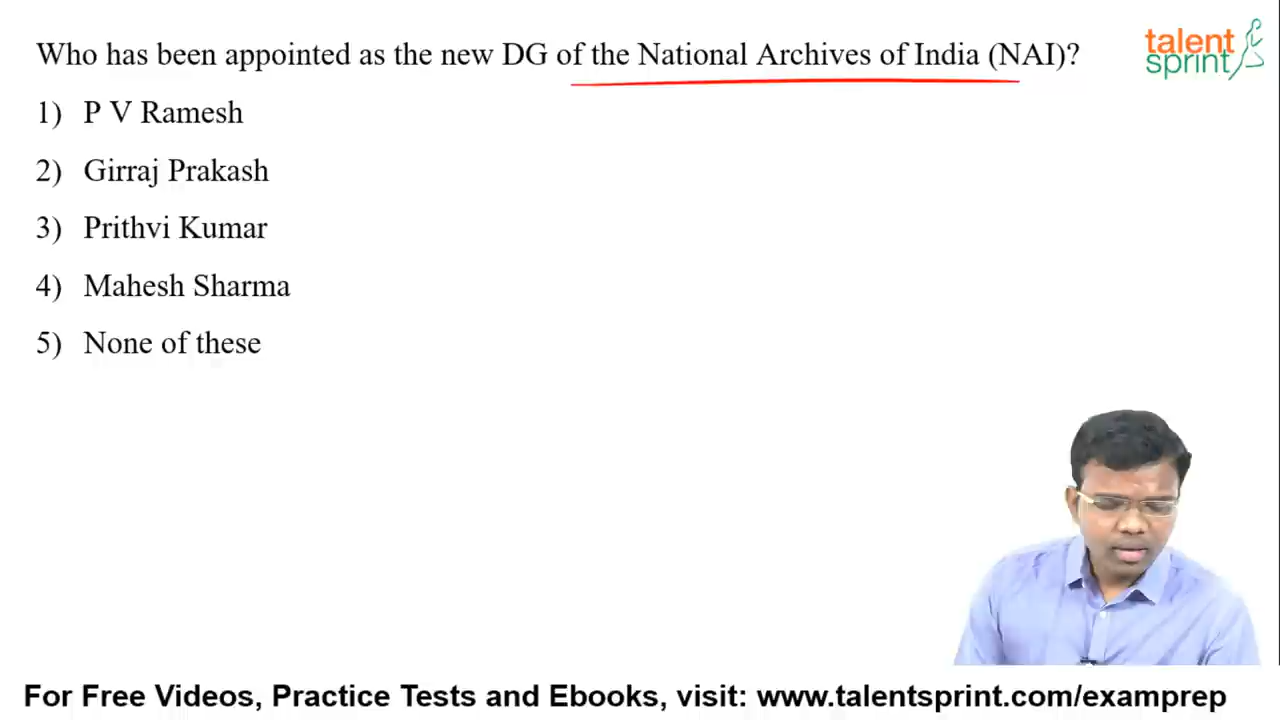 Who has been appointed as the new DG of the National Archives of India (NAI)?
talent
sprint
1) P V Ramesh
2) Girraj Prakash
3) Prithvi Kumar
4) Mahesh Sharma
5) None of these
For Free Videos, Practice Tests and Ebooks, visit: www.talentsprint.com/examprep